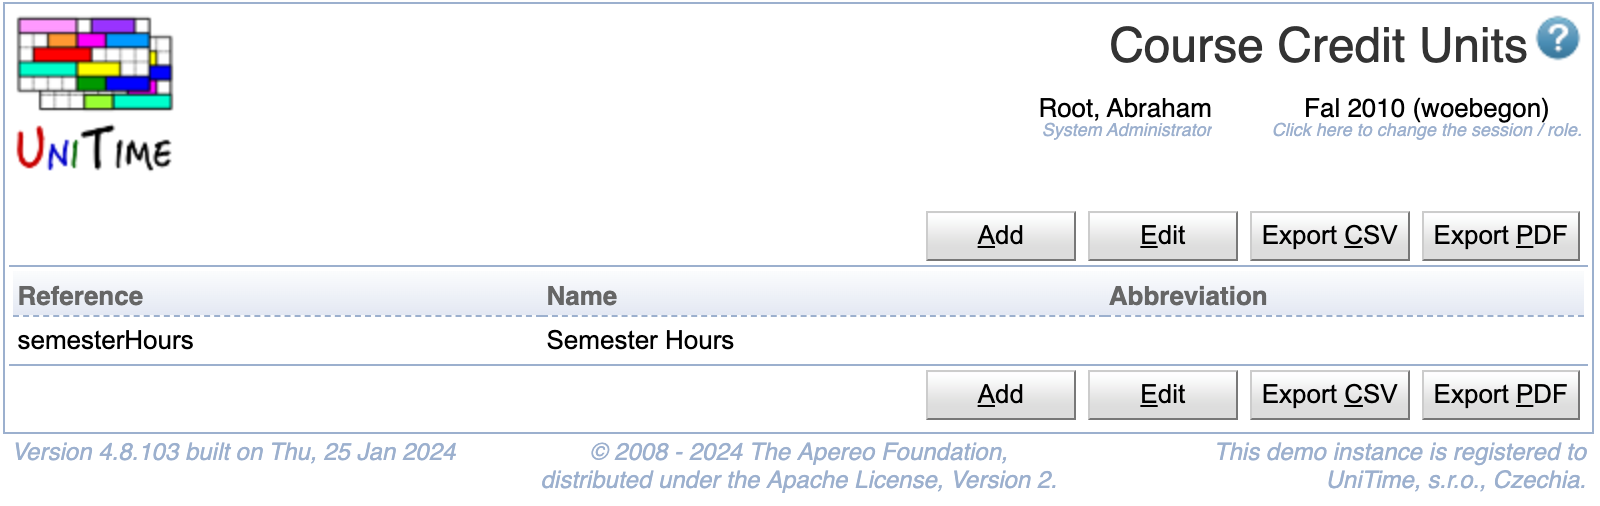 UniTime
Course Credit Units ?
Root, Abraham
System Administrator
Fal 2010 (woebegon)
Click here to change the session / role.
Add Edit Export CSV Export PDF
Reference Name Abbreviation
semesterHours Semester Hours
Add Edit Export CSV Export PDF
Version 4.8.103 built on Thu, 25 Jan 2024
© 2008 - 2024 The Apereo Foundation,
distributed under the Apache License, Version 2.
This demo instance is registered to
UniTime, s.r.o., Czechia.